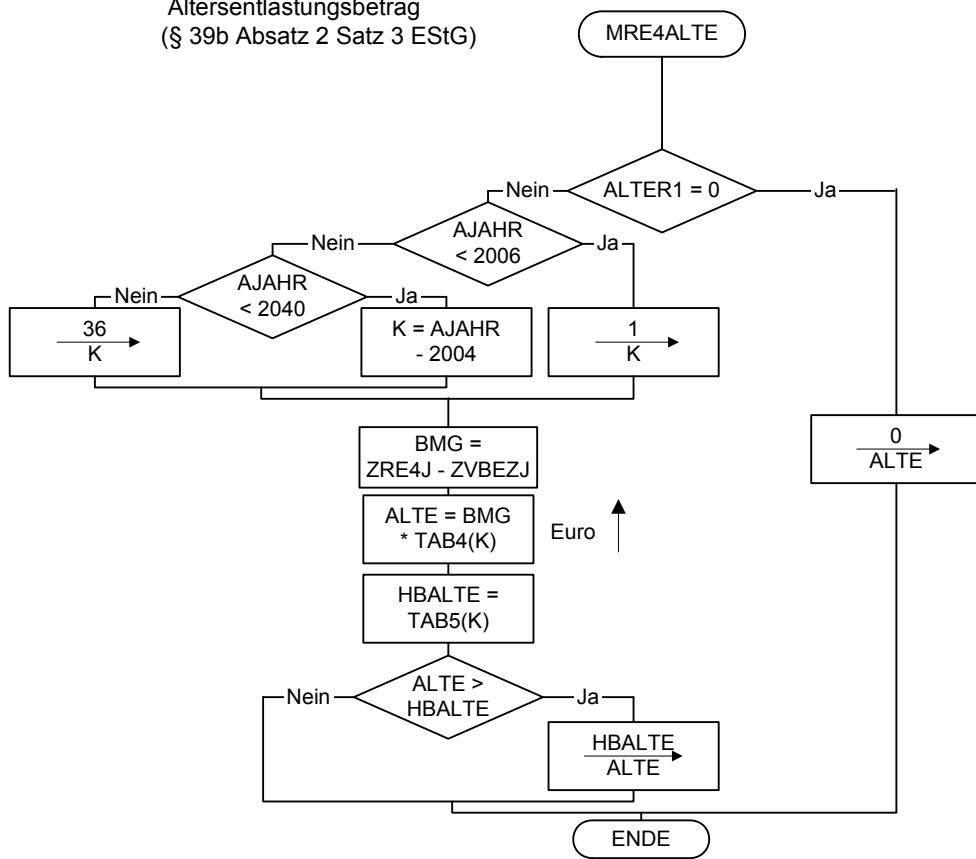 Altersentlastungsbetrag
(§ 39b Absatz 2 Satz 3 EStG)
MRE4ALTE
ALTER1 = 0
Nein
Ja
AJAHR
< 2006
Nein
Ja
AJAHR
< 2040
Nein
Ja
36
K
K = AJAHR
- 2004
1
K
BMG =
ZRE4J - ZVBEZJ
0
ALTE
ALTE = BMG
* TAB4(K)
Euro
HBALTE =
TAB5(K)
ALTE >
HBALTE
Nein
Ja
HBALTE
ALTE
ENDE